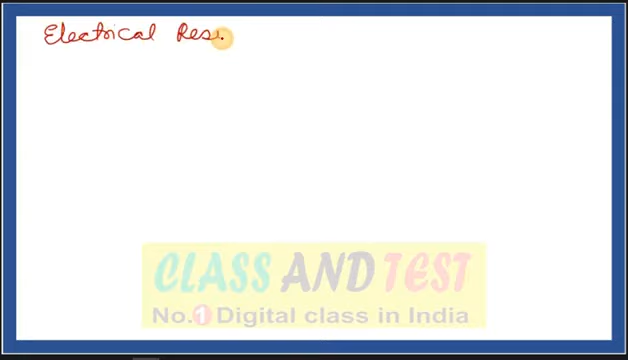 Electrical Res
CLASS AND TEST
No.1 Digital class in India